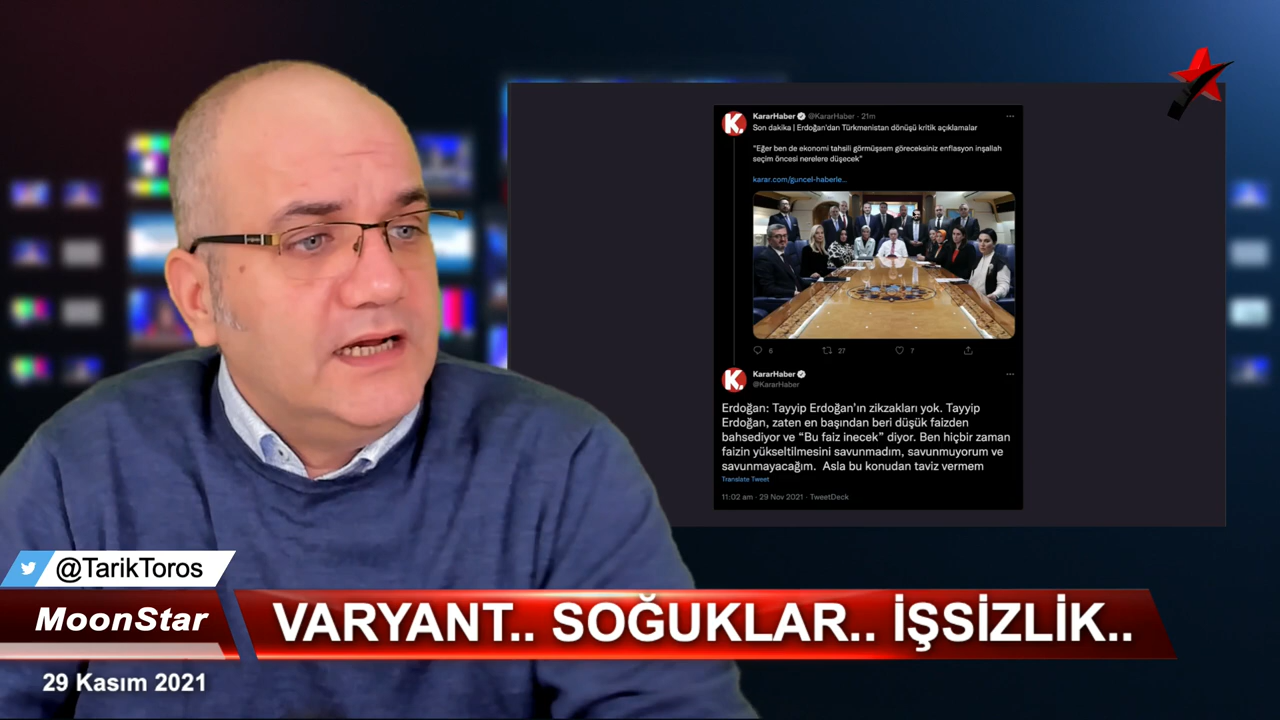 KararHaber @KararHaber · 21m
Son dakika | Erdoğan'dan Türkmenistan dönüşü kritik açıklamalar
"Eğer ben de ekonomi tahsili görmüşsem göreceksiniz enflasyon inşallah
seçim öncesi nerelere düşecek"
karar.com/guncel-haberle...
6 27 7
KararHaber
@KararHaber
Erdoğan: Tayyip Erdoğan'ın zikzakları yok. Tayyip
Erdoğan, zaten en başından beri düşük faizden
bahsediyor ve "Bu faiz inecek" diyor. Ben hiçbir zaman
faizin yükseltilmesini savunmadım, savunmuyorum ve
savunmayacağım. Asla bu konudan taviz vermem
Translate Tweet
11:02 am · 29 Nov 2021 · TweetDeck
@TarikToros
MoonStar
VARYANT.. SOĞUKLAR.. İŞSİZLİK..
29 Kasım 2021